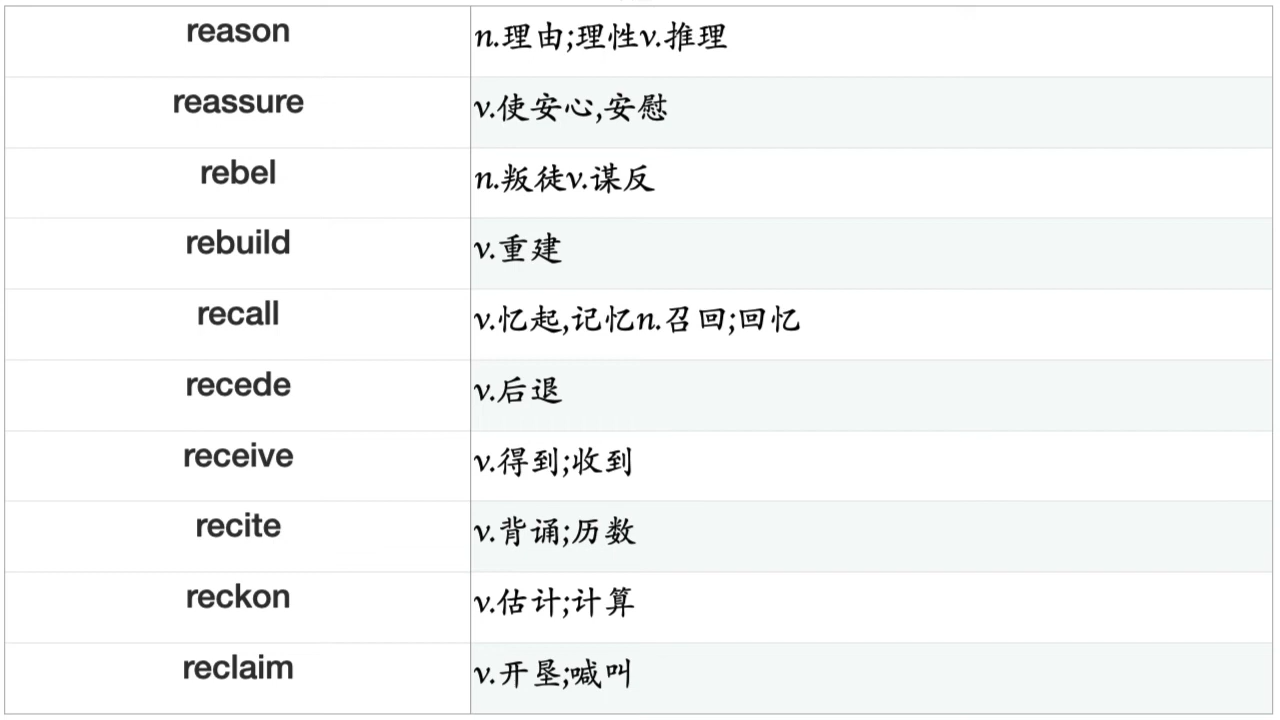 reason n.理由;理性v.推理
reassure v.使安心,安慰
rebel n.叛徒v.谋反
rebuild v.重建
recall v.忆起,记忆n.召回;回忆
recede v.后退
receive v.得到;收到
recite v.背诵;历数
reckon v.估计;计算
reclaim v.开垦;喊叫